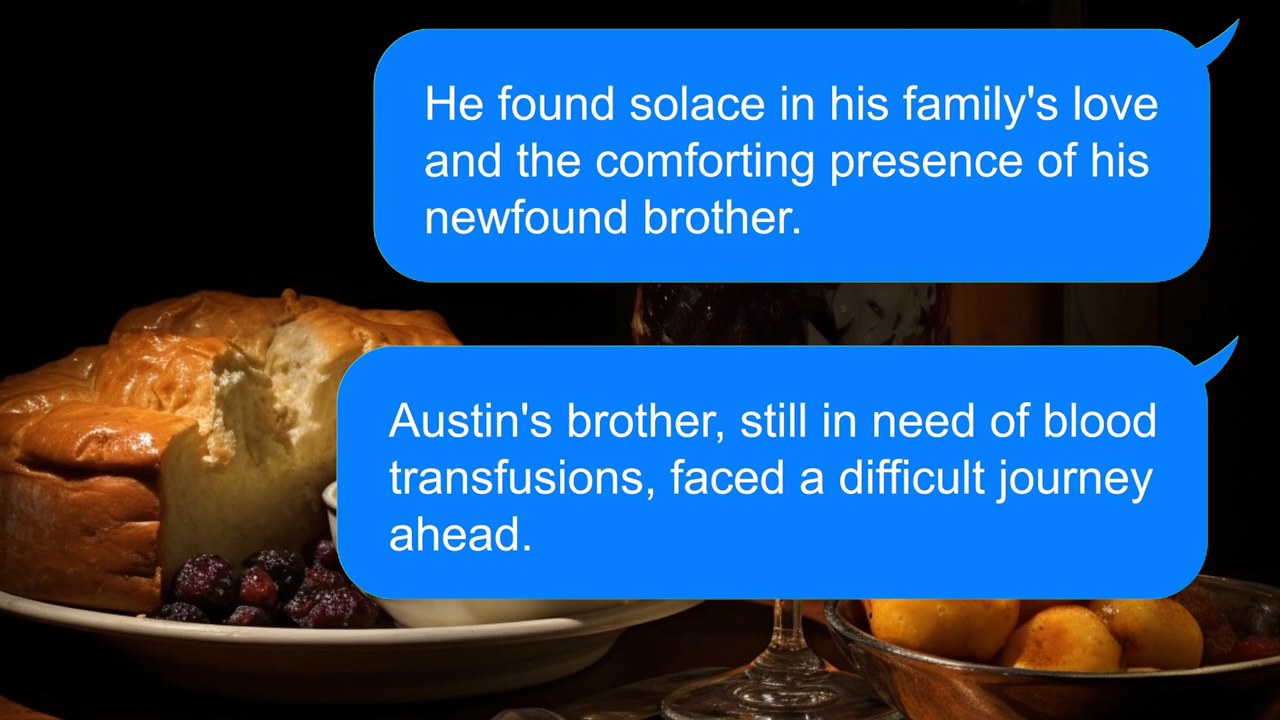 He found solace in his family's love
and the comforting presence of his
newfound brother.
Austin's brother, still in need of blood
transfusions, faced a difficult journey
ahead.